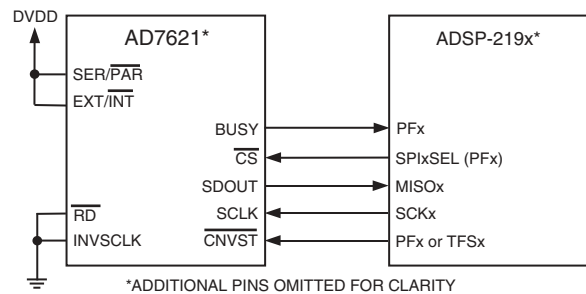 DVDD
AD7621*
ADSP-219x*
SER/PAR
EXT/INT
BUSY
PFx
CS
SPIxSEL (PFx)
SDOUT
MISOx
RD
SCLK
SCKx
INVSCLK
CNVST
PFx or TFSx
*ADDITIONAL PINS OMITTED FOR CLARITY